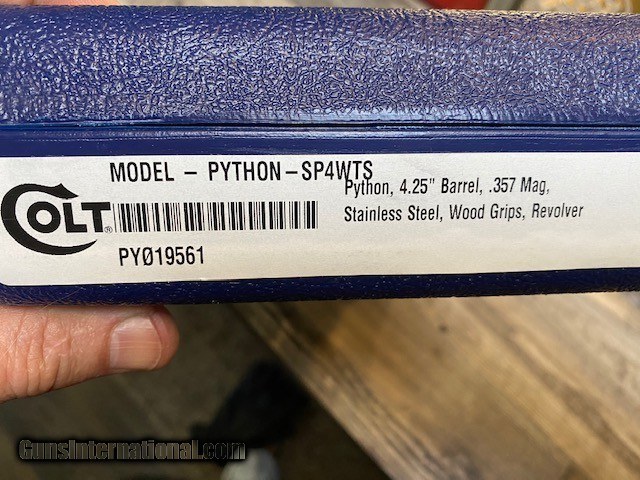 MODEL - PYTHON-SP4WTS
Python, 4.25" Barrel, .357 Mag,
Stainless Steel, Wood Grips, Revolver
COLT®
PYØ19561
GunsInternational.com